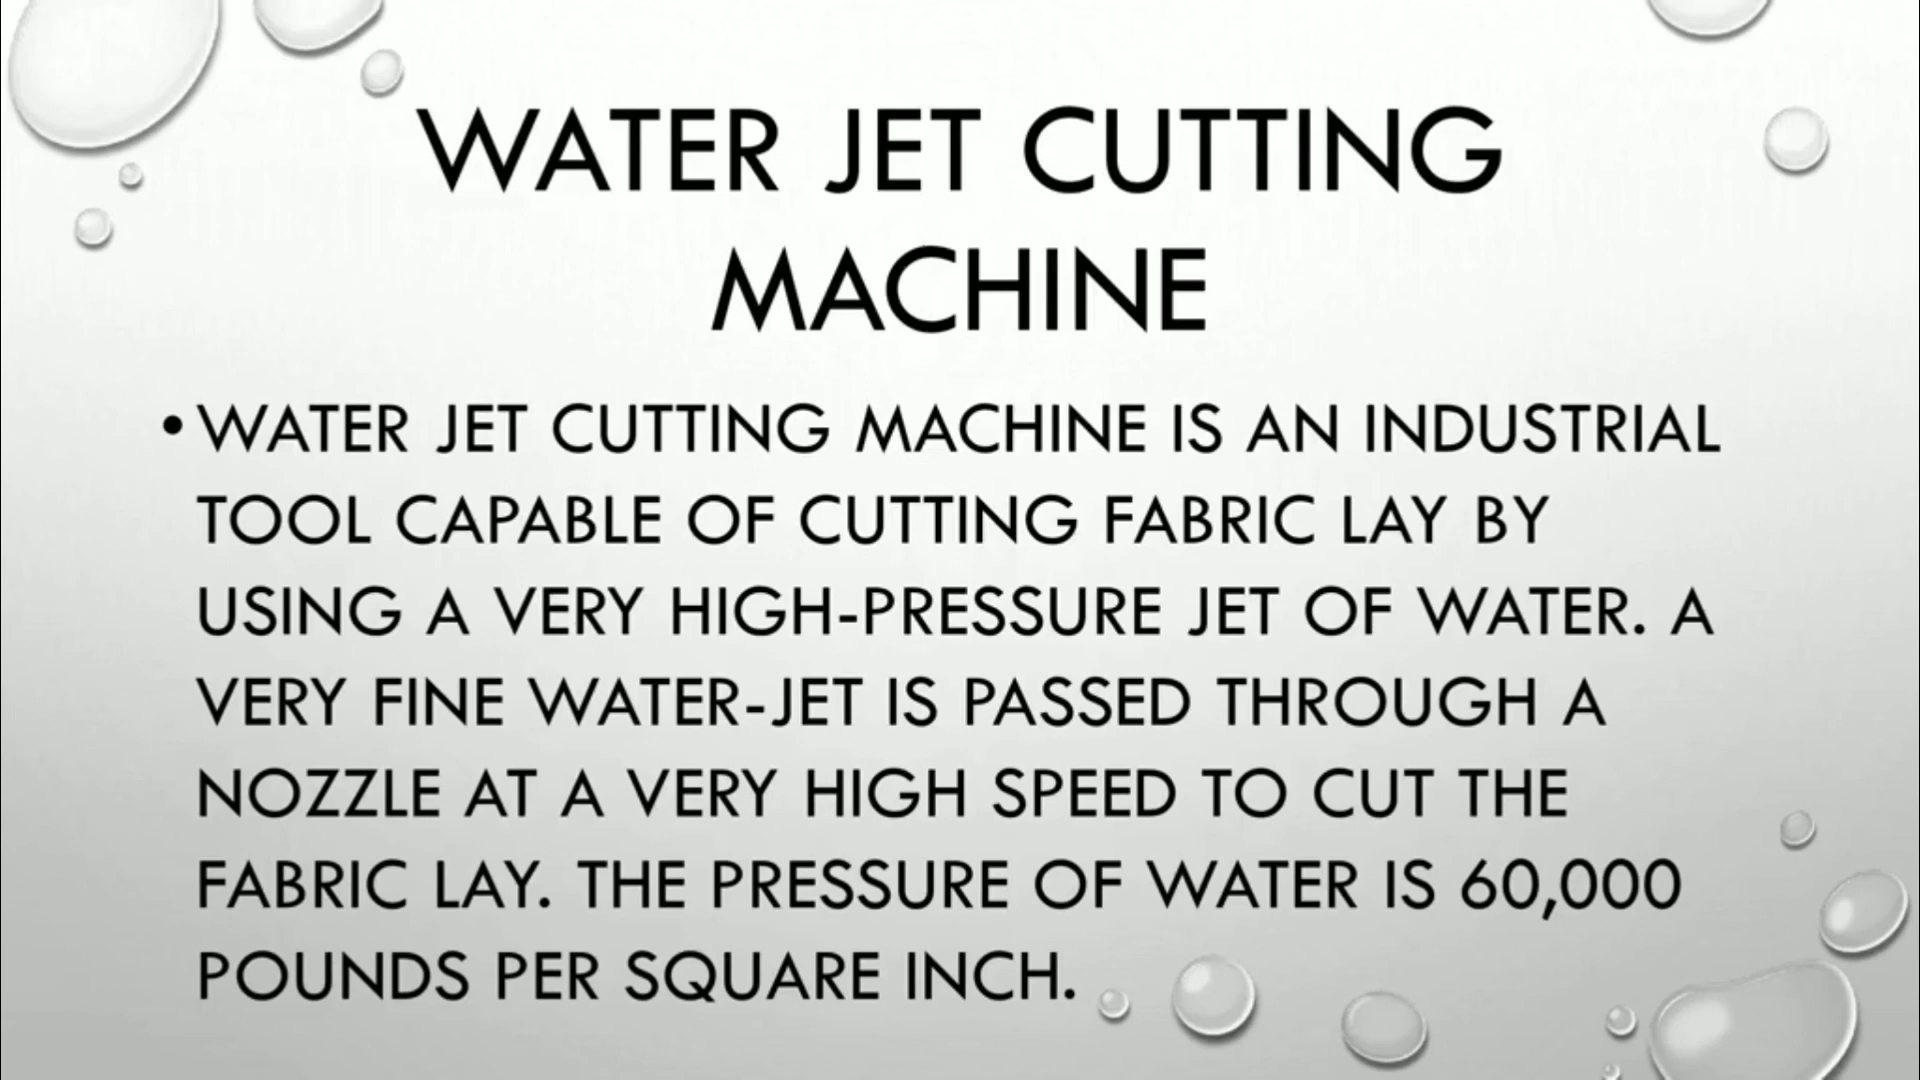 WATER JET CUTTING
MACHINE
• WATER JET CUTTING MACHINE IS AN INDUSTRIAL
TOOL CAPABLE OF CUTTING FABRIC LAY BY
USING A VERY HIGH-PRESSURE JET OF WATER. A
VERY FINE WATER-JET IS PASSED THROUGH A
NOZZLE AT A VERY HIGH SPEED TO CUT THE
FABRIC LAY. THE PRESSURE OF WATER IS 60,000
POUNDS PER SQUARE INCH.